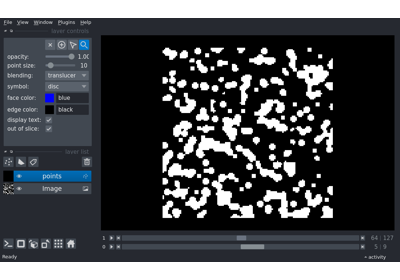 File View Window Plugins Help
layer controls
opacity: 1.00
point size: 10
blending: translucer
symbol: disc
face color: blue
edge color: black
display text:
out of slice:
layer list
points
Image
1 64 127
0 5 9
Ready activity